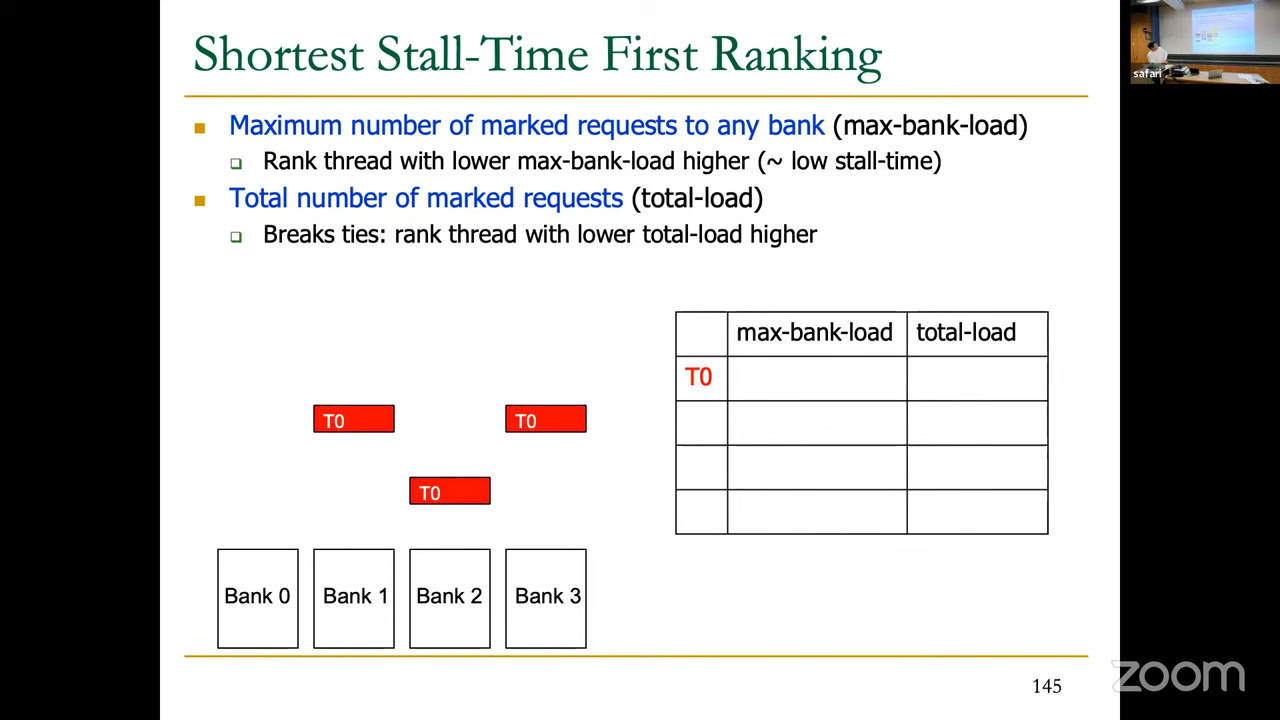 Shortest Stall-Time First Ranking
safari
Maximum number of marked requests to any bank (max-bank-load)
Rank thread with lower max-bank-load higher (~ low stall-time)
Total number of marked requests (total-load)
Breaks ties: rank thread with lower total-load higher
max-bank-load total-load
T0
T0 T0
T0
Bank 0 Bank 1 Bank 2 Bank 3
145
zoom